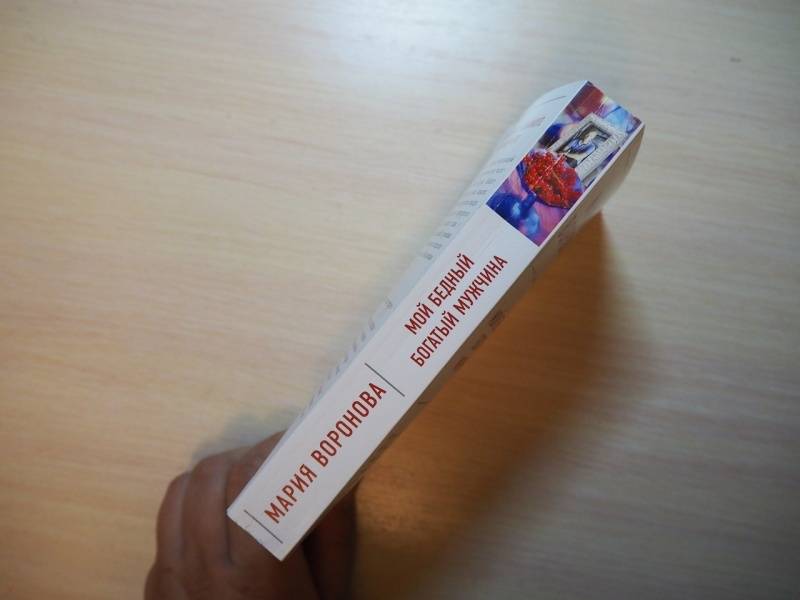 МАРИЯ ВОРОНОВА
МОЙ БЕДНЫЙ
БОГАТЫЙ МУЖЧИНА